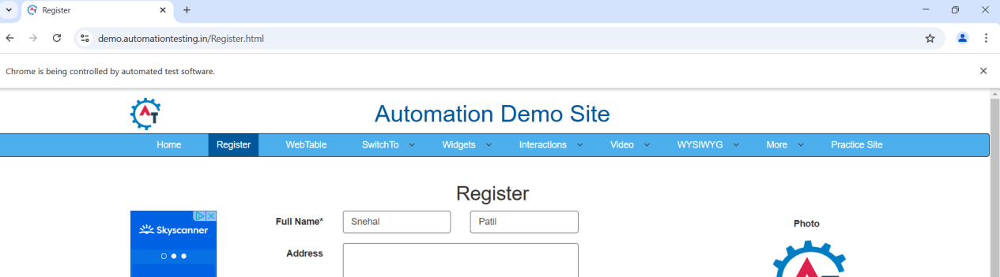 Register
demo.automationtesting.in/Register.html
Chrome is being controlled by automated test software.
Automation Demo Site
Home Register WebTable SwitchTo Widgets Interactions Video WYSIWYG More Practice Site
Register
Skyscanner
Full Name* Snehal Patil
Photo
Address